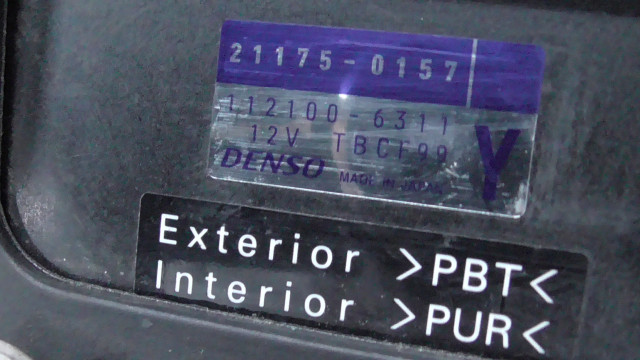 21175-0157
112100-6311
12V TBCF99
Y
DENSO MADE IN JAPAN
Exterior >PBT<
Interior >PUR<